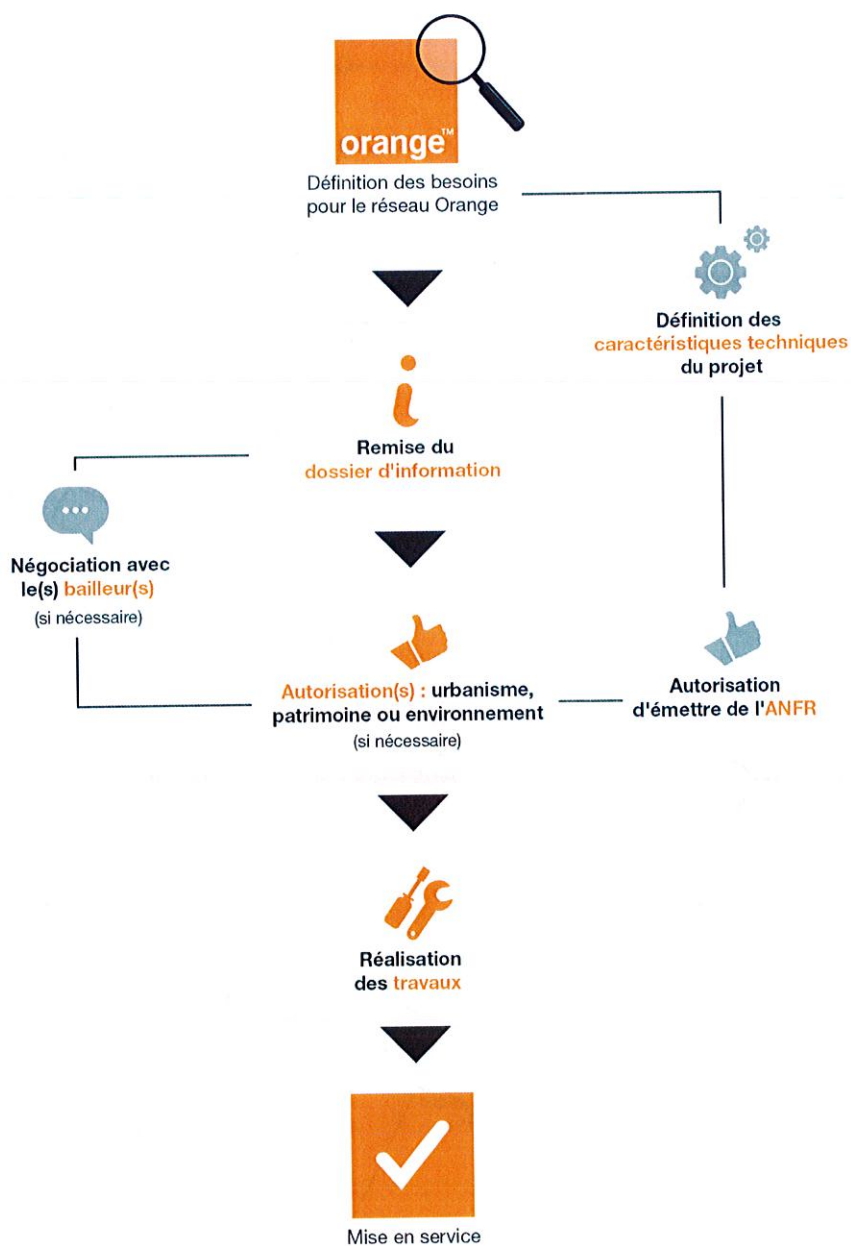 orange™
Définition des besoins
pour le réseau Orange
Définition des
caractéristiques techniques
du projet
Remise du
dossier d'information
Négociation avec
le(s) bailleur(s)
(si nécessaire)
Autorisation(s) : urbanisme,
patrimoine ou environnement
(si nécessaire)
Autorisation
d'émettre de l'ANFR
Réalisation
des travaux
Mise en service